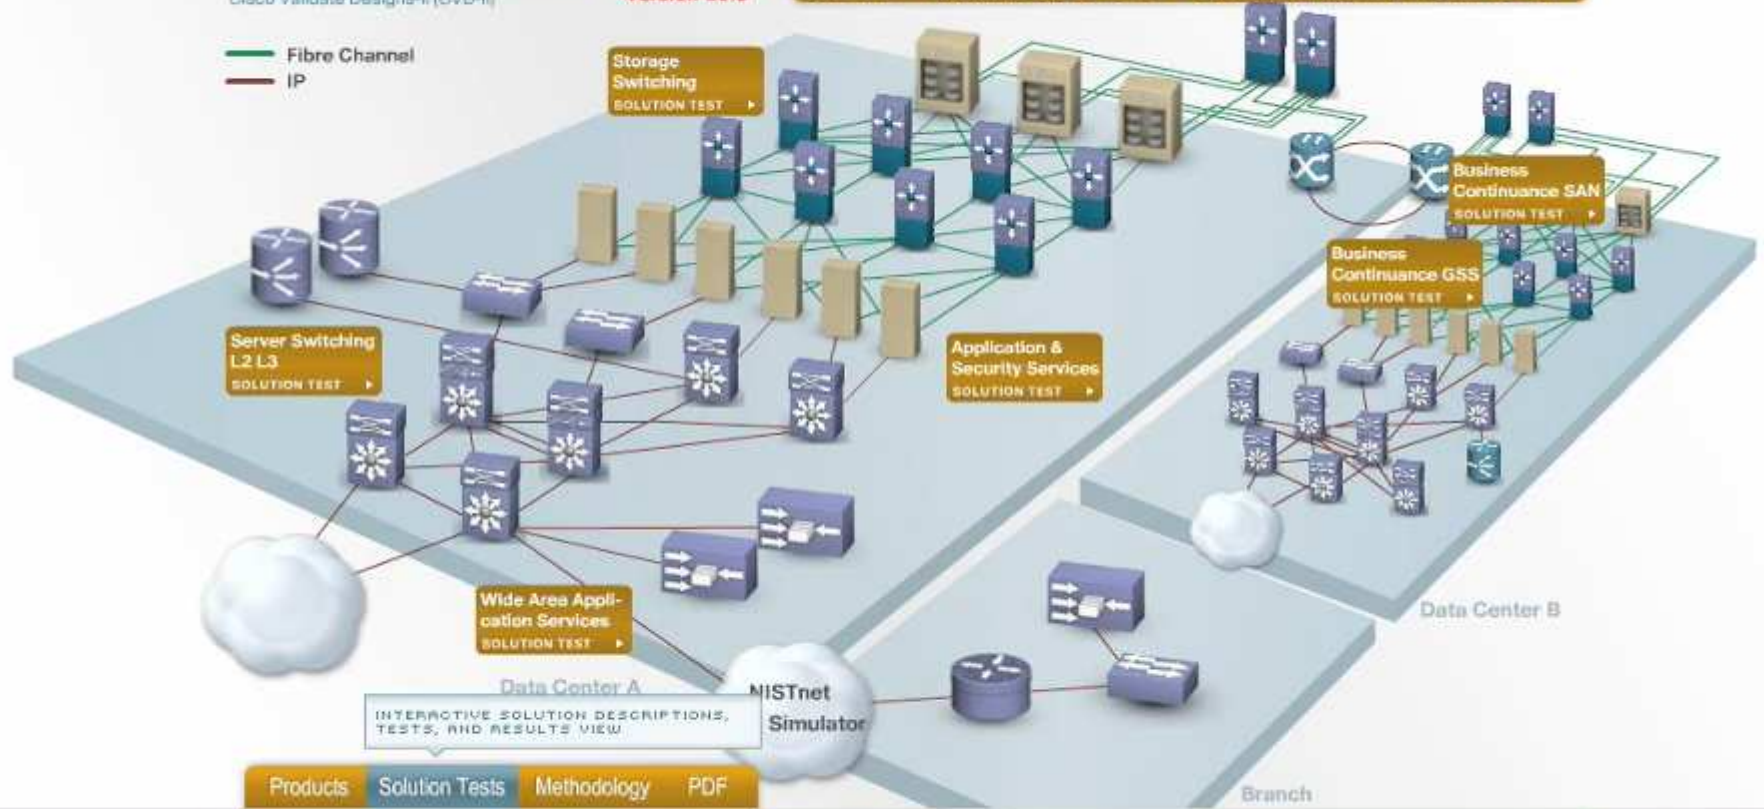 Fibre Channel
IP
Storage
Switching
SOLUTION TEST
Business
Continuance SAN
SOLUTION TEST
Business
Continuance GSS
SOLUTION TEST
Server Switching
L2 L3
SOLUTION TEST
Application &
Security Services
SOLUTION TEST
Wide Area Appli-
cation Services
SOLUTION TEST
Data Center B
Data Center A
NISTnet
Simulator
INTERACTIVE SOLUTION DESCRIPTIONS,
TESTS, AND RESULTS VIEW
Products Solution Tests Methodology PDF
Branch